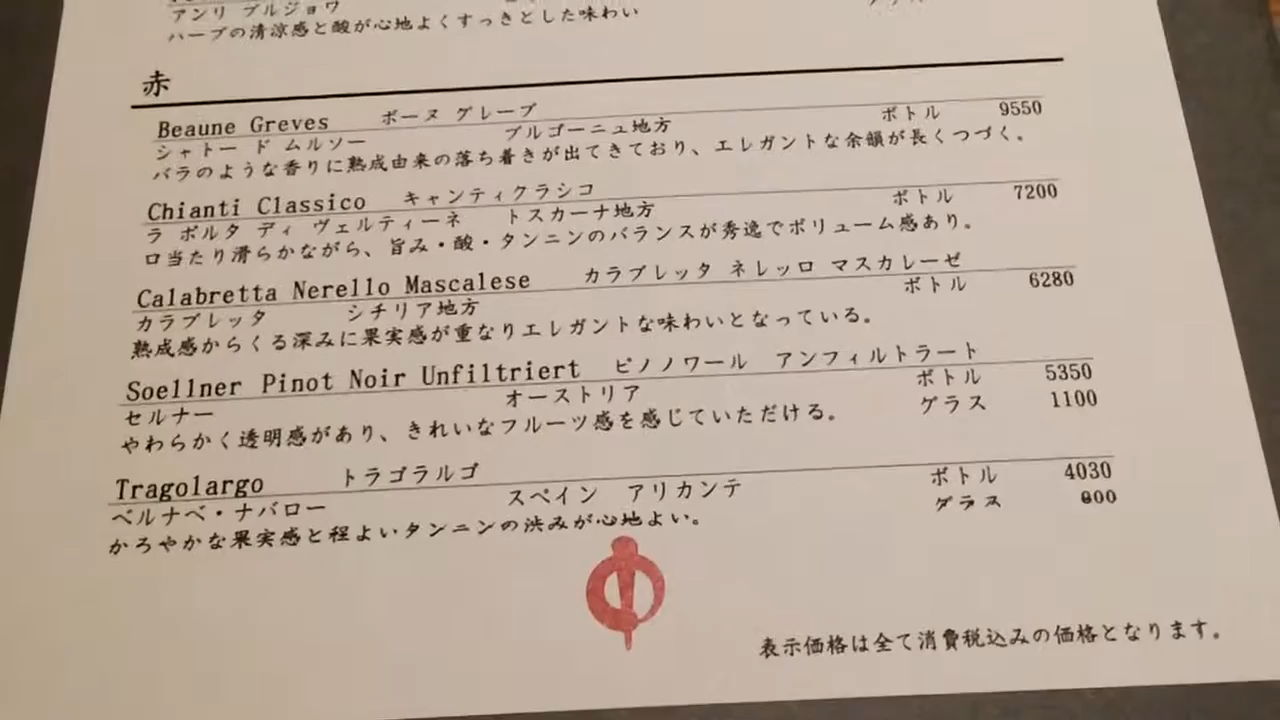 アンリ ブルジョワ
ハーブの清涼感と酸が心地よくすっきとした味わい
赤
Beaune Greves ボーヌ グレーブ ボトル 9550
シャトー ド ムルソー ブルゴーニュ地方
バラのような香りに熟成由来の落ち着きが出てきており、エレガントな余韻が長くつづく。
Chianti Classico キャンティクラシコ ボトル 7200
ラ ポルタ ディ ヴェルティーネ トスカーナ地方
口当たり滑らかながら、旨み・酸・タンニンのバランスが秀逸でボリューム感あり。
Calabretta Nerello Mascalese カラブレッタ ネレッロ マスカレーゼ
カラブレッタ シチリア地方 ボトル 6280
熟成感からくる深みに果実感が重なりエレガントな味わいとなっている。
Soellner Pinot Noir Unfiltriert ピノノワール アンフィルトラート
セルナー オーストリア ボトル 5350
グラス 1100
やわらかく透明感があり、きれいなフルーツ感を感じていただける。
Tragolargo トラゴラルゴ ボトル 4030
ベルナベ・ナバロー スペイン アリカンテ グラス
かろやかな果実感と程よいタンニンの渋みが心地よい。
表示価格は全て消費税込みの価格となります。